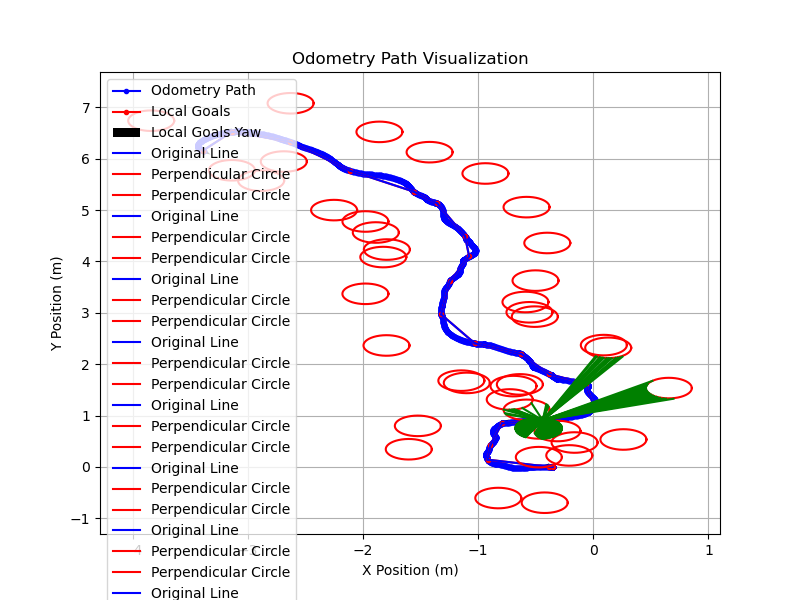 Odometry Path Visualization
Y Position (m)
7
6
5
4
3
2
1
0
−1
−2
−1
0
1
X Position (m)
Odometry Path
Local Goals
Local Goals Yaw
Original Line
Perpendicular Circle
Perpendicular Circle
Original Line
Perpendicular Circle
Perpendicular Circle
Original Line
Perpendicular Circle
Perpendicular Circle
Original Line
Perpendicular Circle
Perpendicular Circle
Original Line
Perpendicular Circle
Perpendicular Circle
Original Line
Perpendicular Circle
Perpendicular Circle
Original Line
Perpendicular Circle
Perpendicular Circle
Original Line